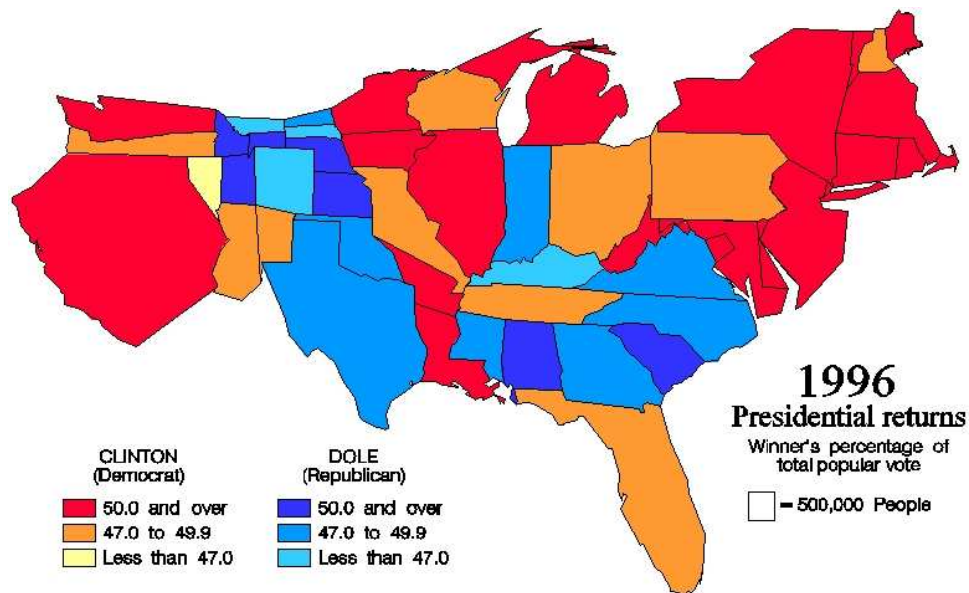 1996
Presidential returns
Winner's percentage of
total popular vote
= 500,000 People
CLINTON
(Democrat)
50.0 and over
47.0 to 49.9
Less than 47.0
DOLE
(Republican)
50.0 and over
47.0 to 49.9
Less than 47.0